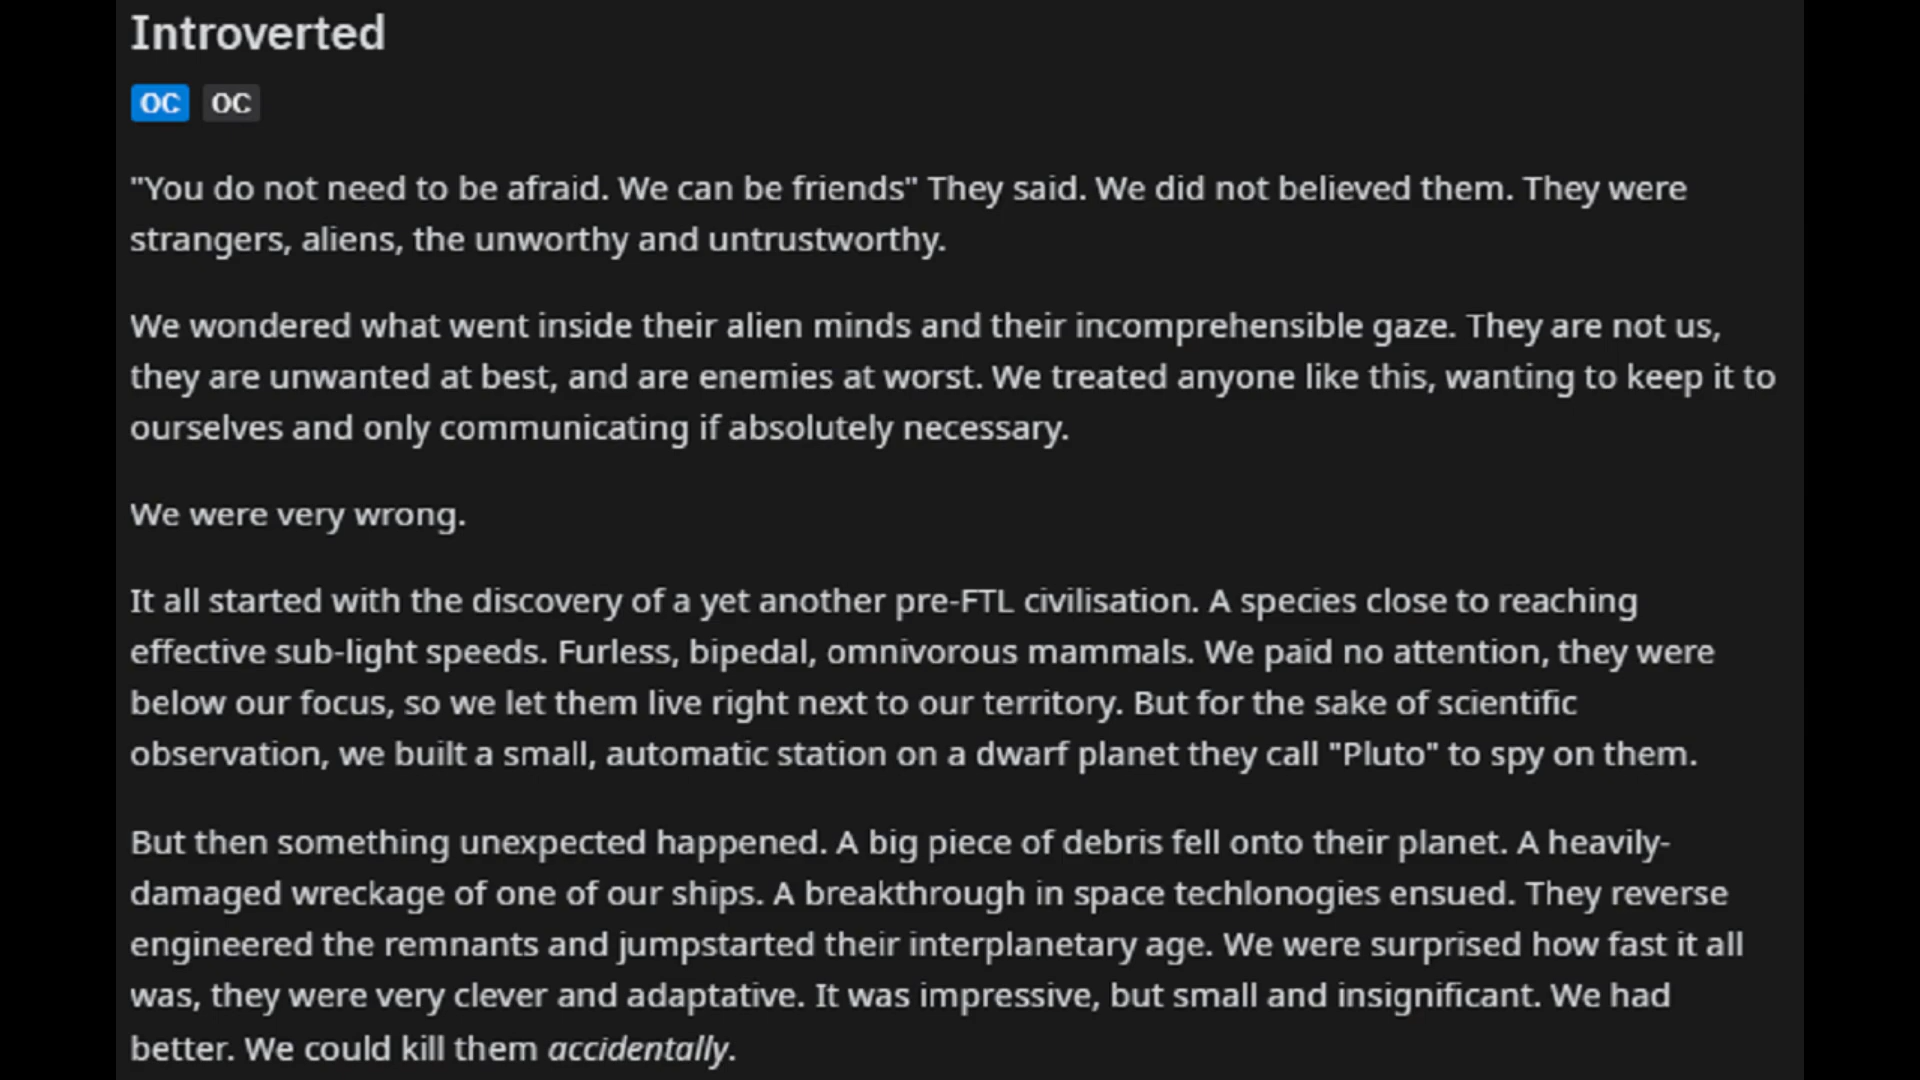 Introverted
OC OC
"You do not need to be afraid. We can be friends" They said. We did not believed them. They were
strangers, aliens, the unworthy and untrustworthy.
We wondered what went inside their alien minds and their incomprehensible gaze. They are not us,
they are unwanted at best, and are enemies at worst. We treated anyone like this, wanting to keep it to
ourselves and only communicating if absolutely necessary.
We were very wrong.
It all started with the discovery of a yet another pre-FTL civilisation. A species close to reaching
effective sub-light speeds. Furless, bipedal, omnivorous mammals. We paid no attention, they were
below our focus, so we let them live right next to our territory. But for the sake of scientific
observation, we built a small, automatic station on a dwarf planet they call "Pluto" to spy on them.
But then something unexpected happened. A big piece of debris fell onto their planet. A heavily-
damaged wreckage of one of our ships. A breakthrough in space techlonogies ensued. They reverse
engineered the remnants and jumpstarted their interplanetary age. We were surprised how fast it all
was, they were very clever and adaptative. It was impressive, but small and insignificant. We had
better. We could kill them accidentally.